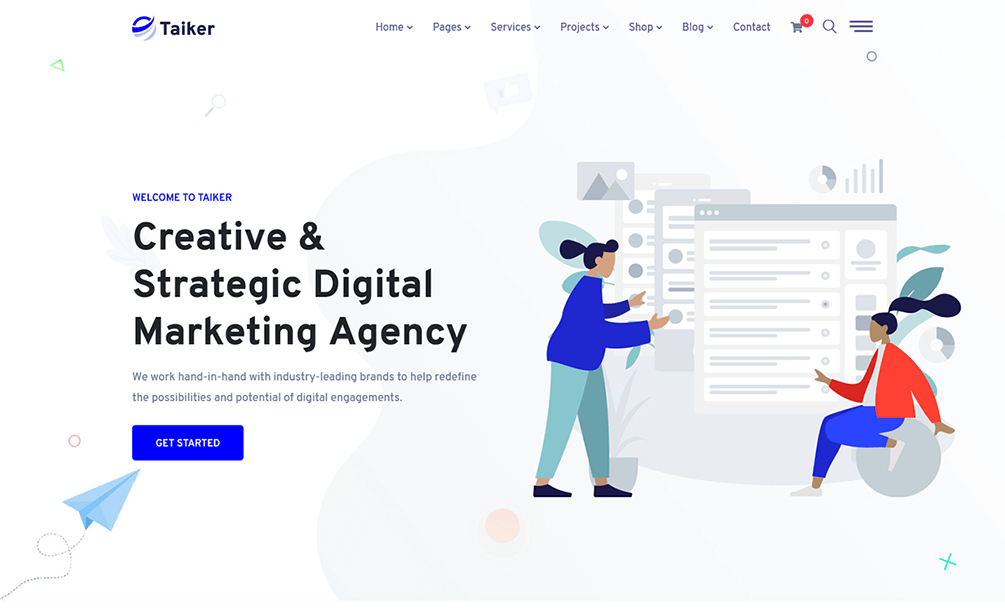 Taiker
Home Pages Services Projects Shop Blog Contact 0
WELCOME TO TAIKER
Creative &
Strategic Digital
Marketing Agency
We work hand-in-hand with industry-leading brands to help redefine
the possibilities and potential of digital engagements.
GET STARTED